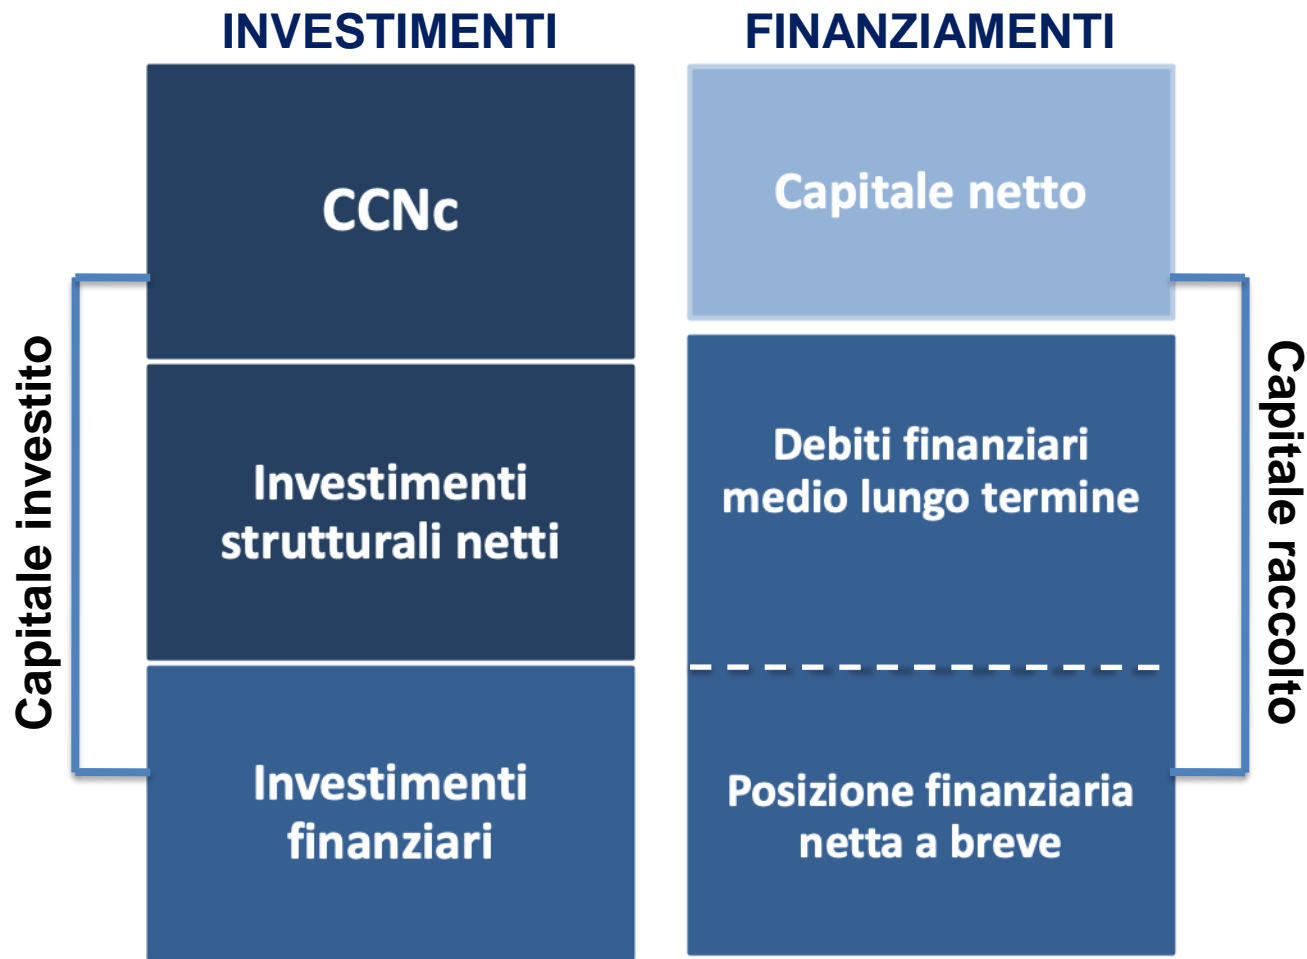 INVESTIMENTI
FINANZIAMENTI
CCNc
Capitale netto
Capitale investito
Investimenti
strutturali netti
Debiti finanziari
medio lungo termine
Capitale raccolto
Investimenti
finanziari
Posizione finanziaria
netta a breve